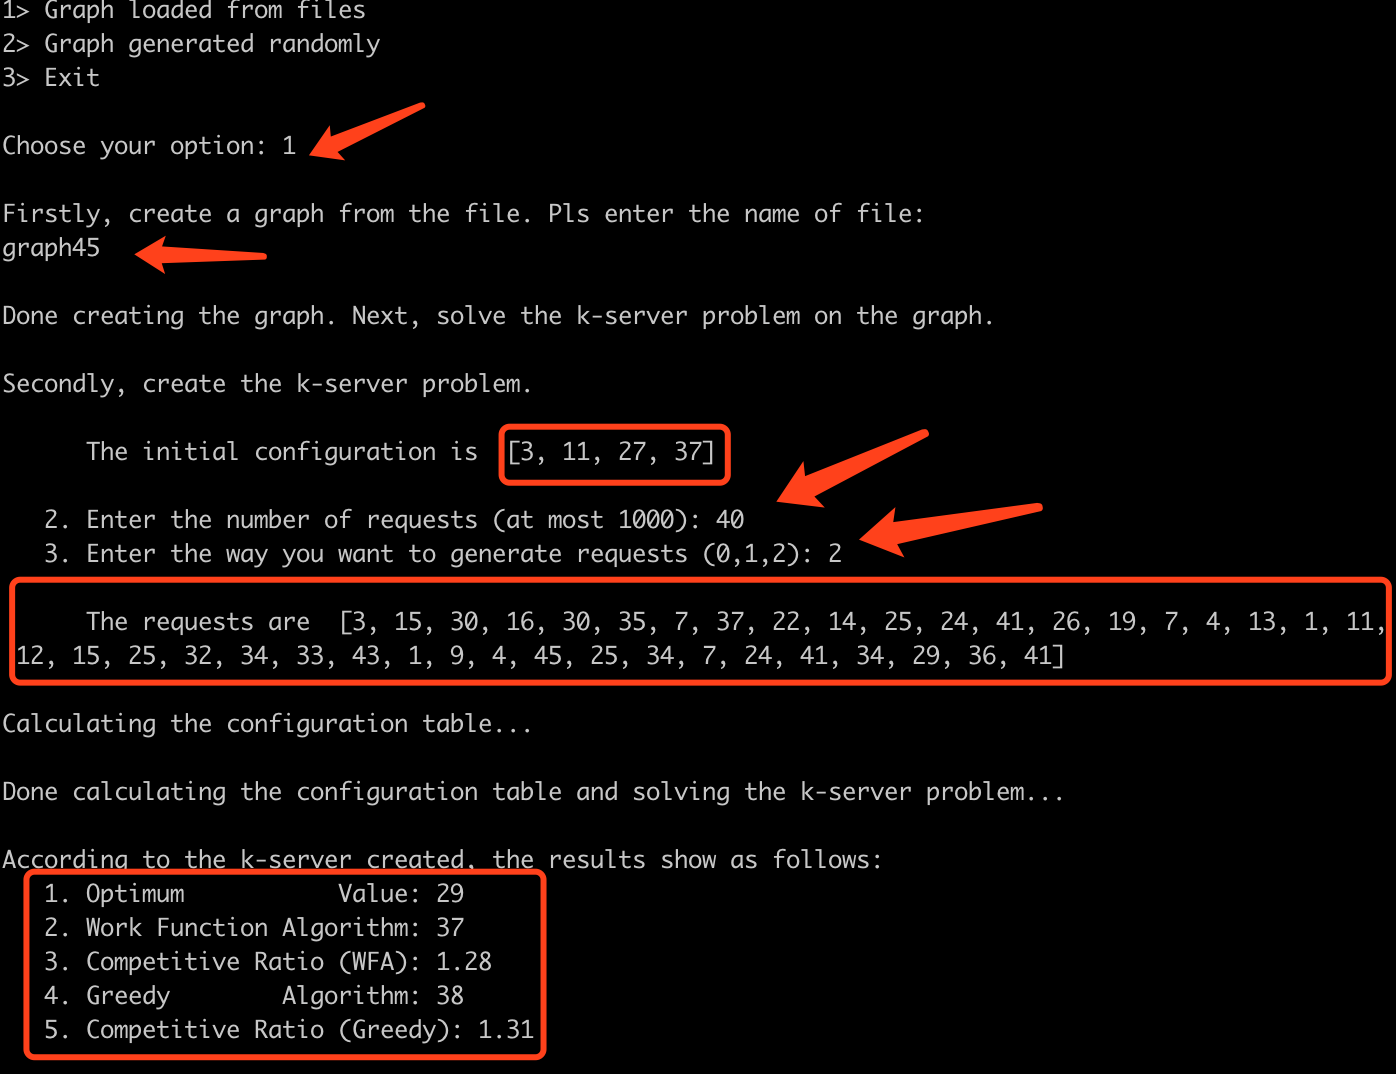 1> Graph loaded from files
2> Graph generated randomly
3> Exit
Choose your option: 1
Firstly, create a graph from the file. Pls enter the name of file:
graph45
Done creating the graph. Next, solve the k-server problem on the graph.
Secondly, create the k-server problem.
The initial configuration is [3, 11, 27, 37]
2. Enter the number of requests (at most 1000): 40
3. Enter the way you want to generate requests (0,1,2): 2
The requests are [3, 15, 30, 16, 30, 35, 7, 37, 22, 14, 25, 24, 41, 26, 19, 7, 4, 13, 1, 11,
12, 15, 25, 32, 34, 33, 43, 1, 9, 4, 45, 25, 34, 7, 24, 41, 34, 29, 36, 41]
Calculating the configuration table...
Done calculating the configuration table and solving the k-server problem...
According to the k-server created, the results show as follows:
1. Optimum Value: 29
2. Work Function Algorithm: 37
3. Competitive Ratio (WFA): 1.28
4. Greedy Algorithm: 38
5. Competitive Ratio (Greedy): 1.31